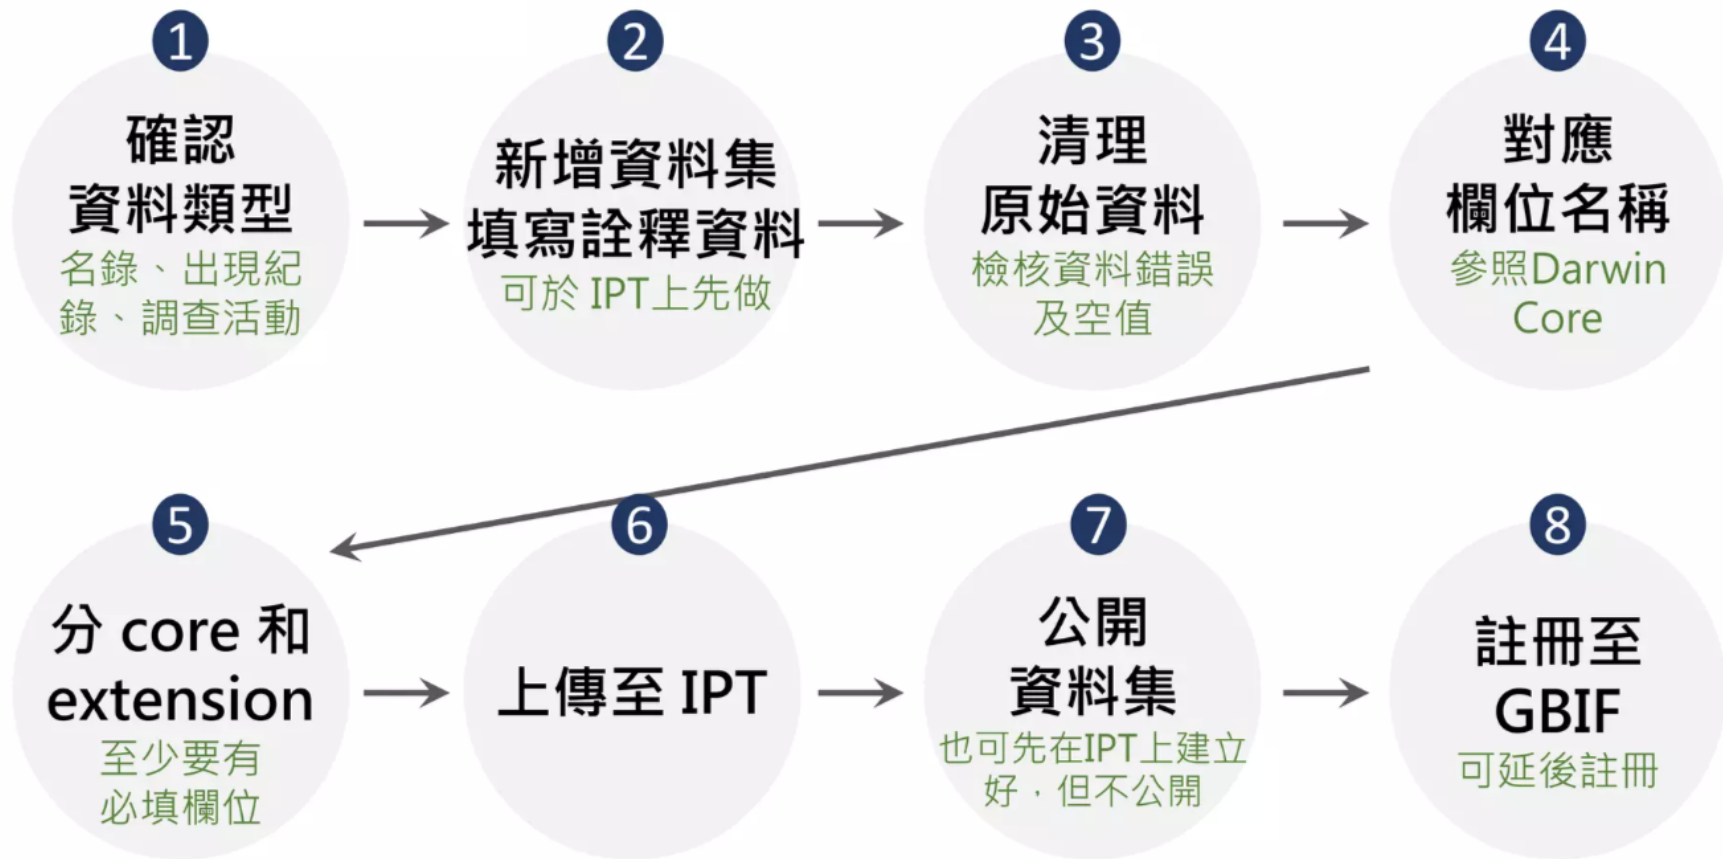 1
確認
資料類型
名錄、出現紀
錄、調查活動
2
新增資料集
填寫詮釋資料
可於 IPT上先做
3
清理
原始資料
檢核資料錯誤
及空值
4
對應
欄位名稱
參照Darwin
Core
5
分 core 和
extension
至少要有
必填欄位
6
上傳至 IPT
7
公開
資料集
也可先在IPT上建立
好，但不公開
8
註冊至
GBIF
可延後註冊